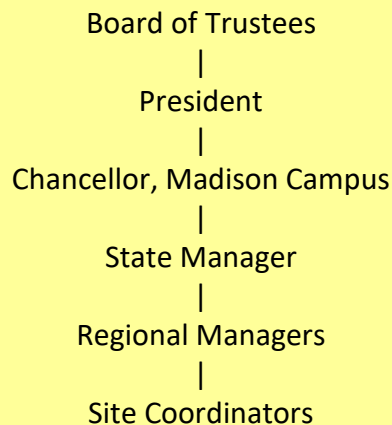 Board of Trustees
|
President
|
Chancellor, Madison Campus
|
State Manager
|
Regional Managers
|
Site Coordinators